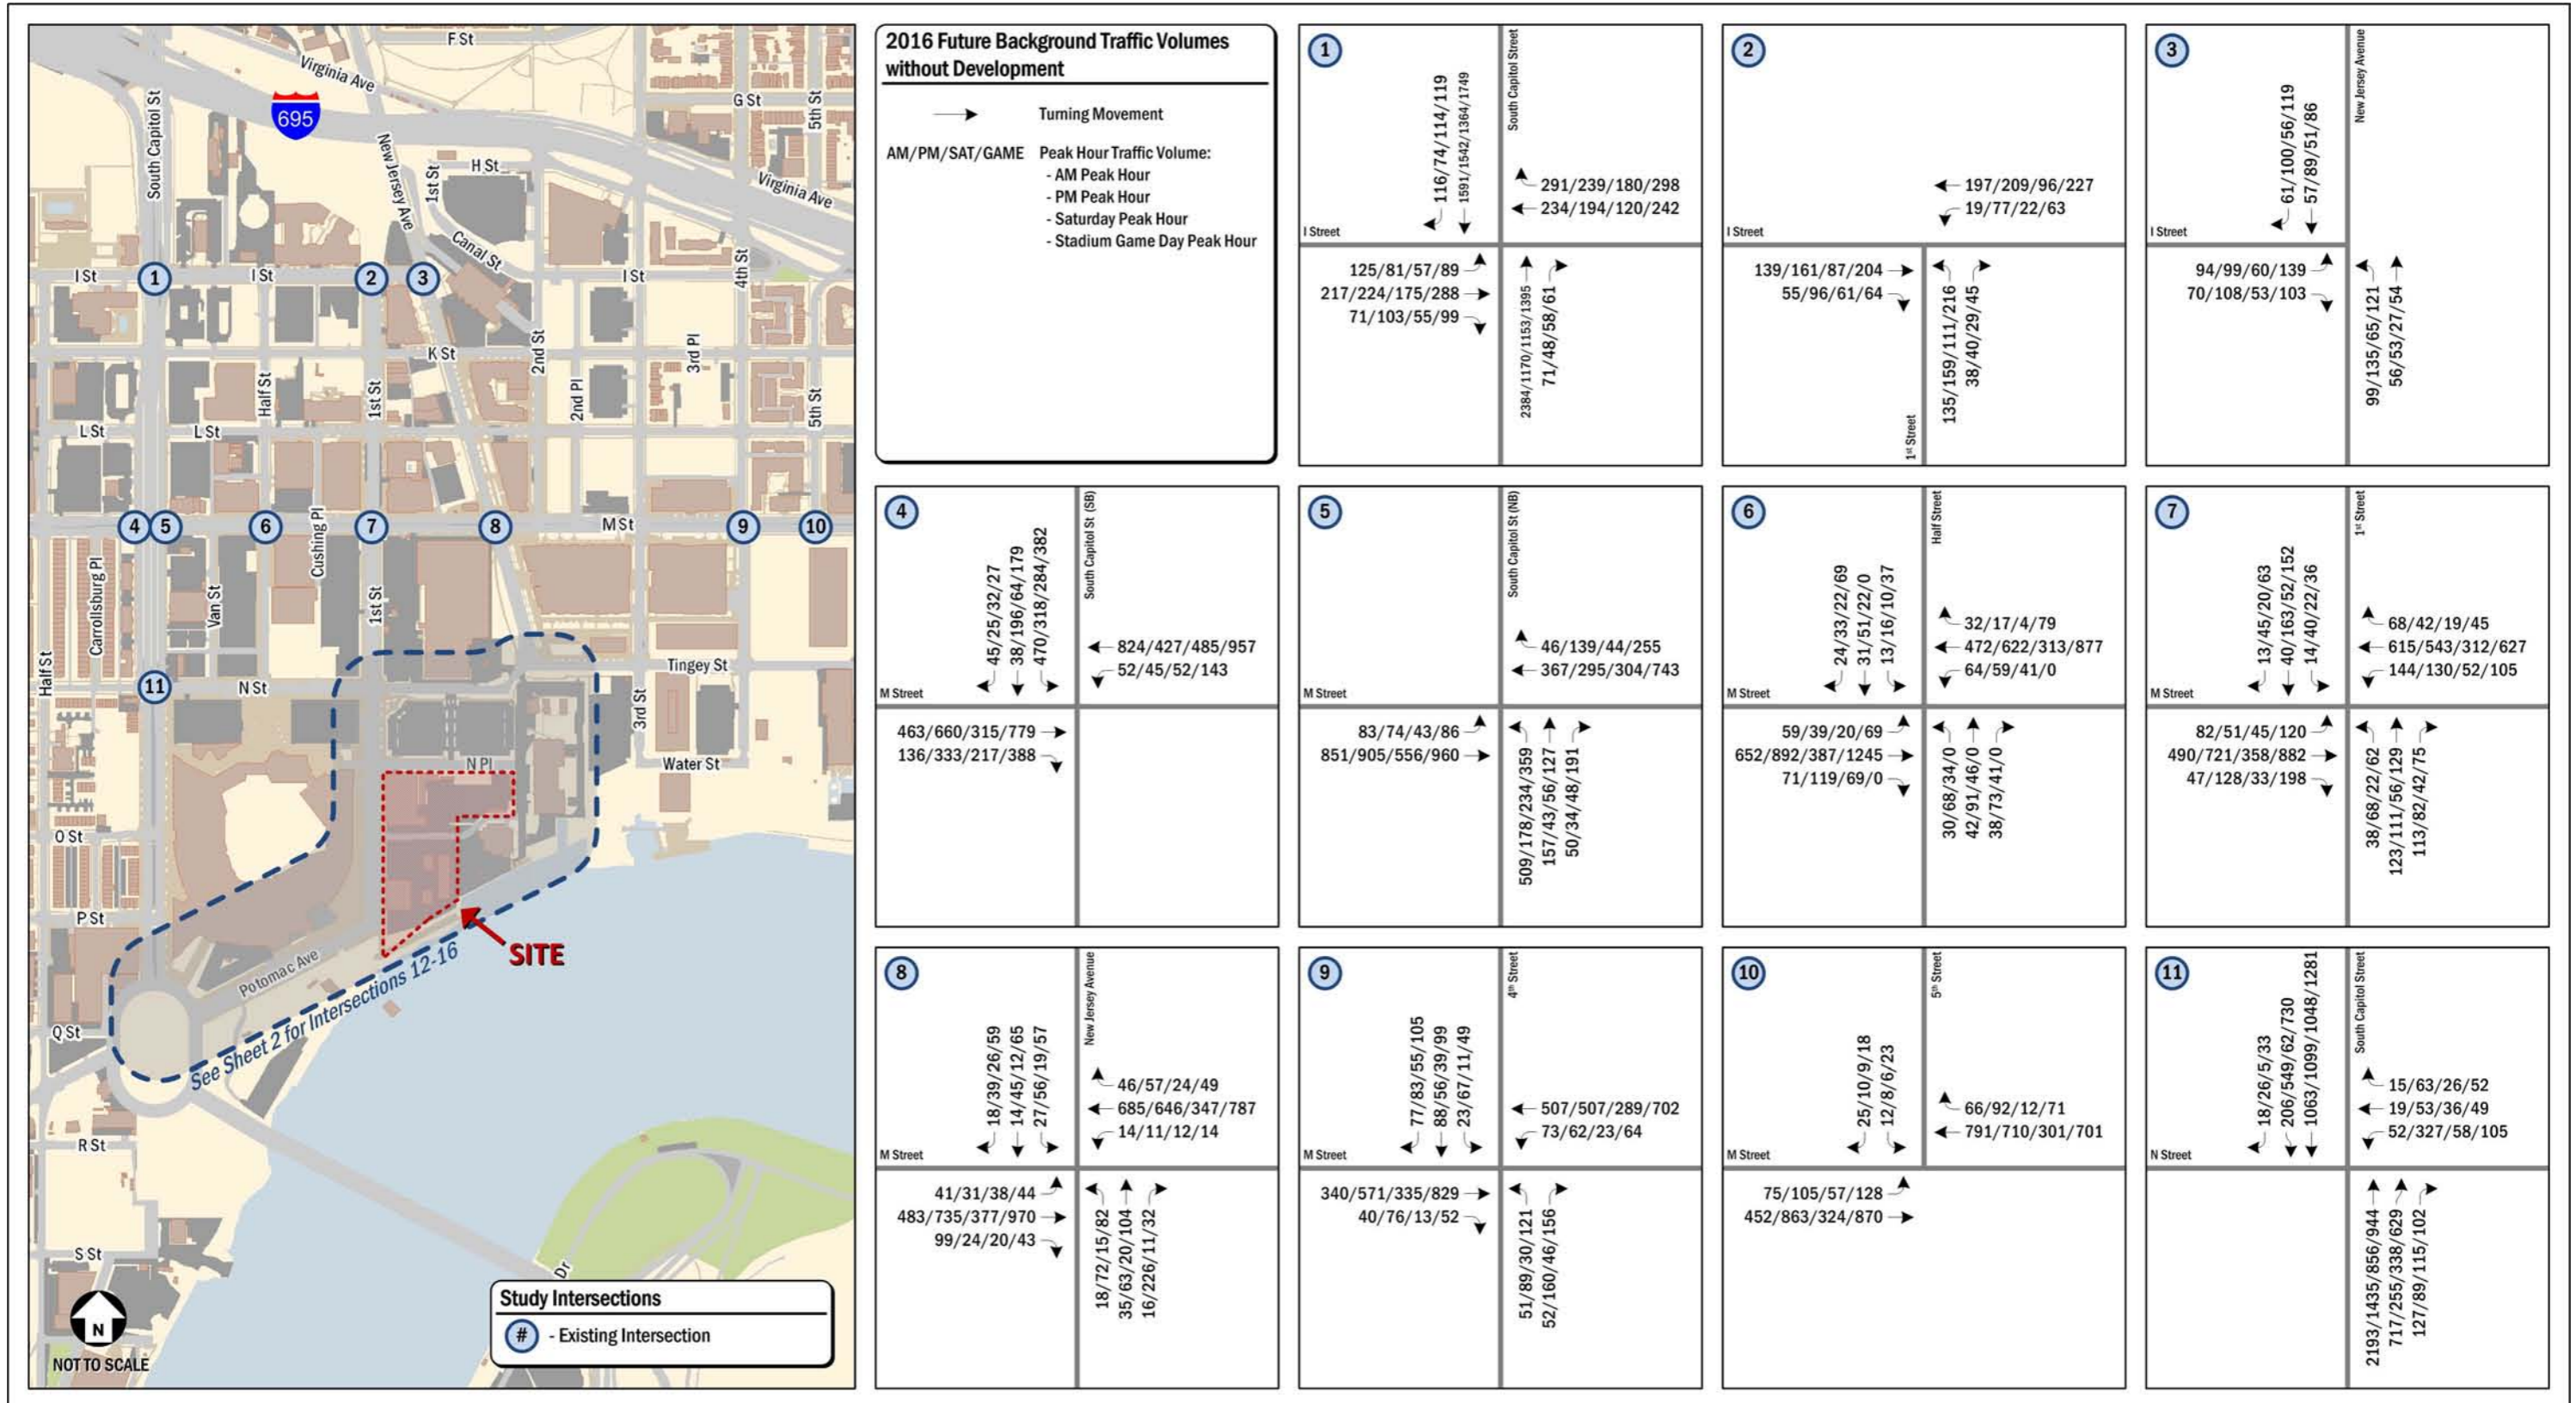 F St
Virginia Ave
695
G St
5th St
South Capitol St
New Jersey Ave
1st St
H St
Virginia Ave
Canal St
4th St
I St
1
I St
2
3
I St
K St
2nd St
3rd Pl
Half St
1st St
2nd Pl
5th St
L St
L St
4
5
6
Cushing Pl
7
8
M St
9
10
Carrollsburg Pl
Van St
1st St
Half St
11
N St
Tingey St
3rd St
N Pl
Water St
O St
P St
SITE
Potomac Ave
See Sheet 2 for Intersections 12-16
Q St
R St
S St
Dr
N
NOT TO SCALE
Study Intersections
# - Existing Intersection
2016 Future Background Traffic Volumes
without Development
Turning Movement
AM/PM/SAT/GAME Peak Hour Traffic Volume:
- AM Peak Hour
- PM Peak Hour
- Saturday Peak Hour
- Stadium Game Day Peak Hour
1
South Capitol Street
116/74/114/119
1591/1542/1364/1749
291/239/180/298
234/194/120/242
I Street
125/81/57/89
217/224/175/288
71/103/55/99
2384/1170/1153/1395
71/48/58/61
2
197/209/96/227
19/77/22/63
I Street
139/161/87/204
55/96/61/64
135/159/111/216
38/40/29/45
1st Street
3
New Jersey Avenue
61/100/56/119
57/89/51/86
I Street
94/99/60/139
70/108/53/103
99/135/65/121
56/53/27/54
4
South Capitol St (SB)
45/25/32/27
38/196/64/179
470/318/284/382
824/427/485/957
52/45/52/143
M Street
463/660/315/779
136/333/217/388
5
South Capitol St (NB)
46/139/44/255
367/295/304/743
M Street
83/74/43/86
851/905/556/960
509/178/234/359
157/43/56/127
50/34/48/191
6
Half Street
24/33/22/69
31/51/22/0
13/16/10/37
32/17/4/79
472/622/313/877
64/59/41/0
M Street
59/39/20/69
652/892/387/1245
71/119/69/0
30/68/34/0
42/91/46/0
38/73/41/0
7
1st Street
13/45/20/63
40/163/52/152
14/40/22/36
68/42/19/45
615/543/312/627
144/130/52/105
M Street
82/51/45/120
490/721/358/882
47/128/33/198
38/68/22/62
123/111/56/129
113/82/42/75
8
New Jersey Avenue
18/39/26/59
14/45/12/65
27/56/19/57
46/57/24/49
685/646/347/787
14/11/12/14
M Street
41/31/38/44
483/735/377/970
99/24/20/43
18/72/15/82
35/63/20/104
16/226/11/32
9
4th Street
77/83/55/105
88/56/39/99
23/67/11/49
507/507/289/702
73/62/23/64
M Street
340/571/335/829
40/76/13/52
51/89/30/121
52/160/46/156
10
5th Street
25/10/9/18
12/8/6/23
66/92/12/71
791/710/301/701
M Street
75/105/57/128
452/863/324/870
11
South Capitol Street
18/26/5/33
206/549/62/730
1063/1099/1048/1281
15/63/26/52
19/53/36/49
52/327/58/105
N Street
2193/1435/856/944
717/255/338/629
127/89/115/102